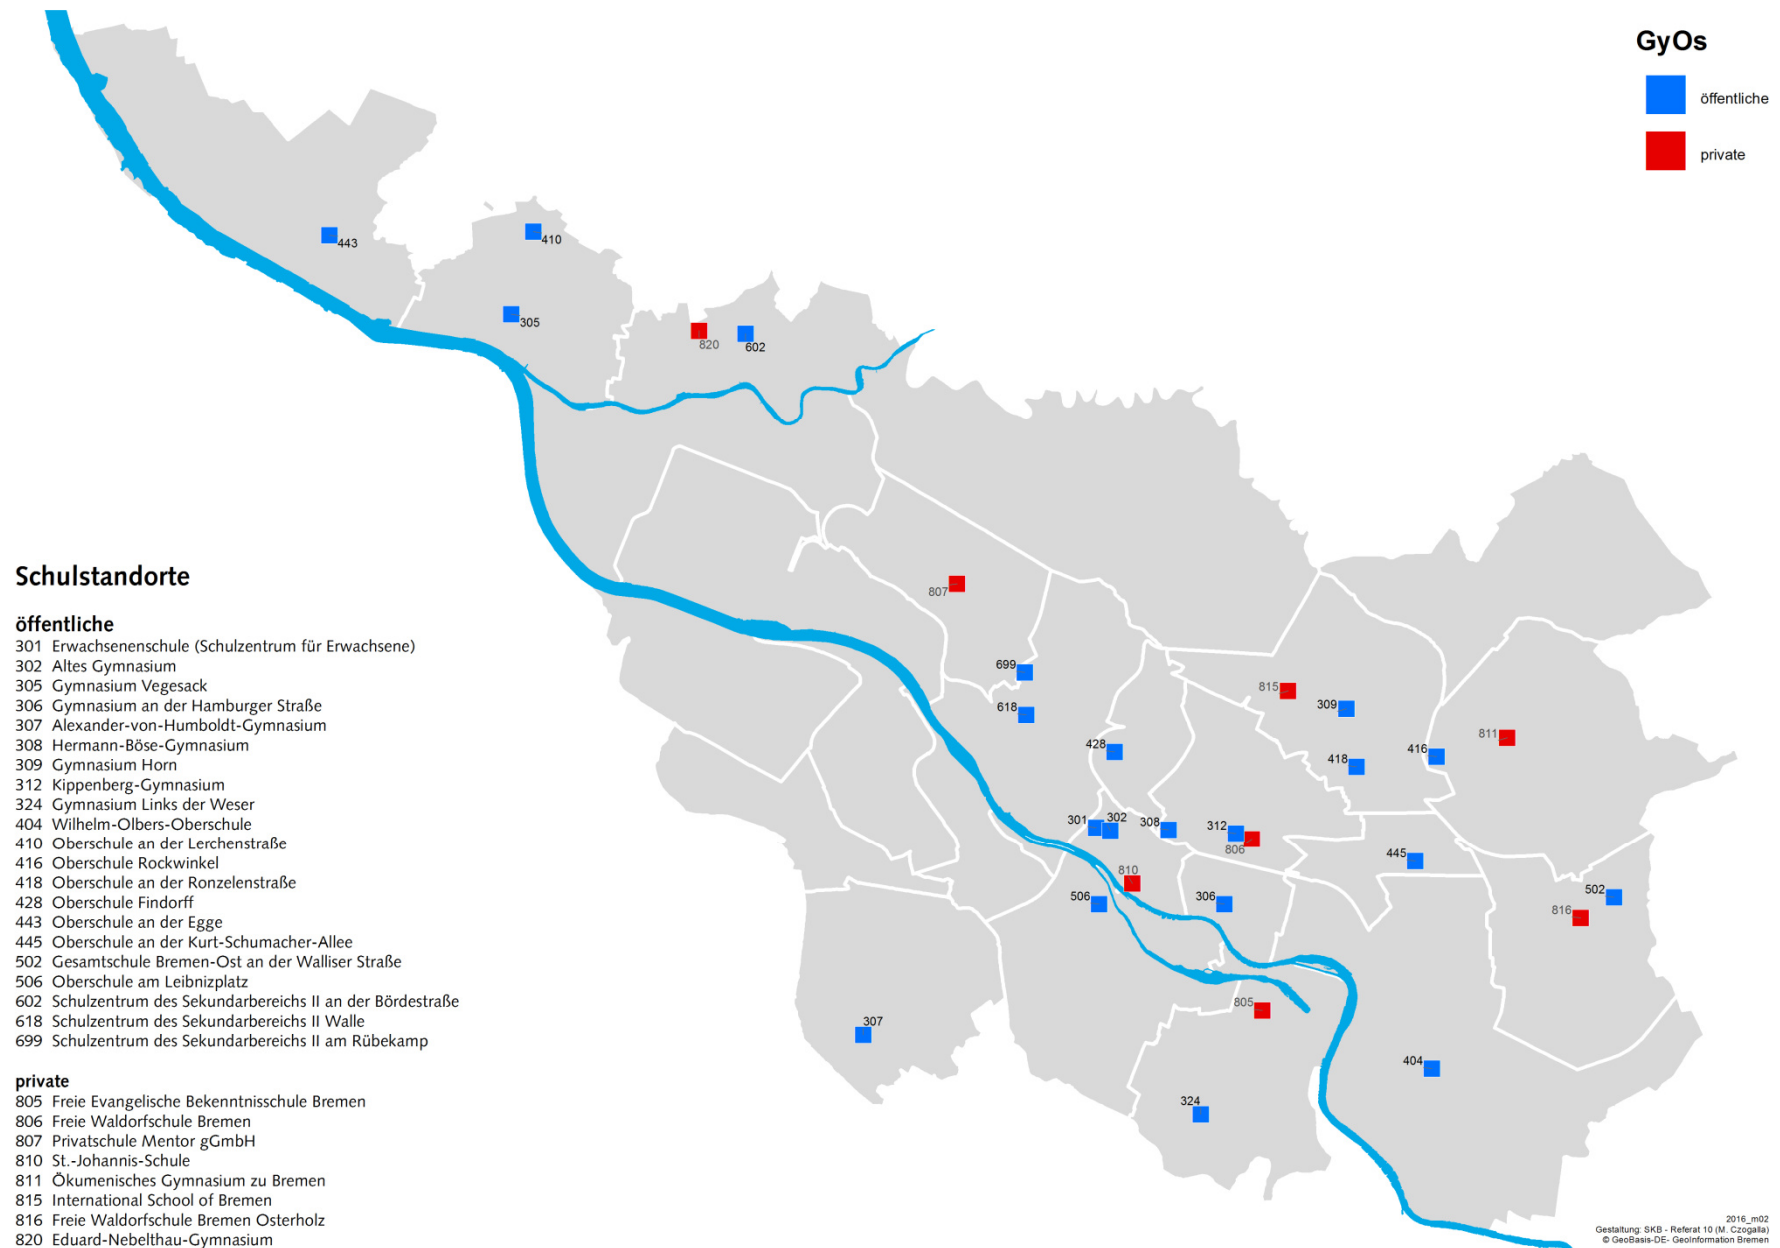 GyOs
öffentliche
private
443
410
305
820
602
807
699
618
815
309
811
428
418
416
301
302
308
312
806
445
810
506
306
502
816
805
307
404
324
Schulstandorte
öffentliche
301 Erwachsenenschule (Schulzentrum für Erwachsene)
302 Altes Gymnasium
305 Gymnasium Vegesack
306 Gymnasium an der Hamburger Straße
307 Alexander-von-Humboldt-Gymnasium
308 Hermann-Böse-Gymnasium
309 Gymnasium Horn
312 Kippenberg-Gymnasium
324 Gymnasium Links der Weser
404 Wilhelm-Olbers-Oberschule
410 Oberschule an der Lerchenstraße
416 Oberschule Rockwinkel
418 Oberschule an der Ronzelenstraße
428 Oberschule Findorff
443 Oberschule an der Egge
445 Oberschule an der Kurt-Schumacher-Allee
502 Gesamtschule Bremen-Ost an der Walliser Straße
506 Oberschule am Leibnizplatz
602 Schulzentrum des Sekundarbereichs II an der Bördestraße
618 Schulzentrum des Sekundarbereichs II Walle
699 Schulzentrum des Sekundarbereichs II am Rübekamp
private
805 Freie Evangelische Bekenntnisschule Bremen
806 Freie Waldorfschule Bremen
807 Privatschule Mentor gGmbH
810 St.-Johannis-Schule
811 Ökumenisches Gymnasium zu Bremen
815 International School of Bremen
816 Freie Waldorfschule Bremen Osterholz
820 Eduard-Nebelthau-Gymnasium
2016_m02
Gestaltung: SKB - Referat 10 (M. Czogalla)
© GeoBasis-DE- GeoInformation Bremen